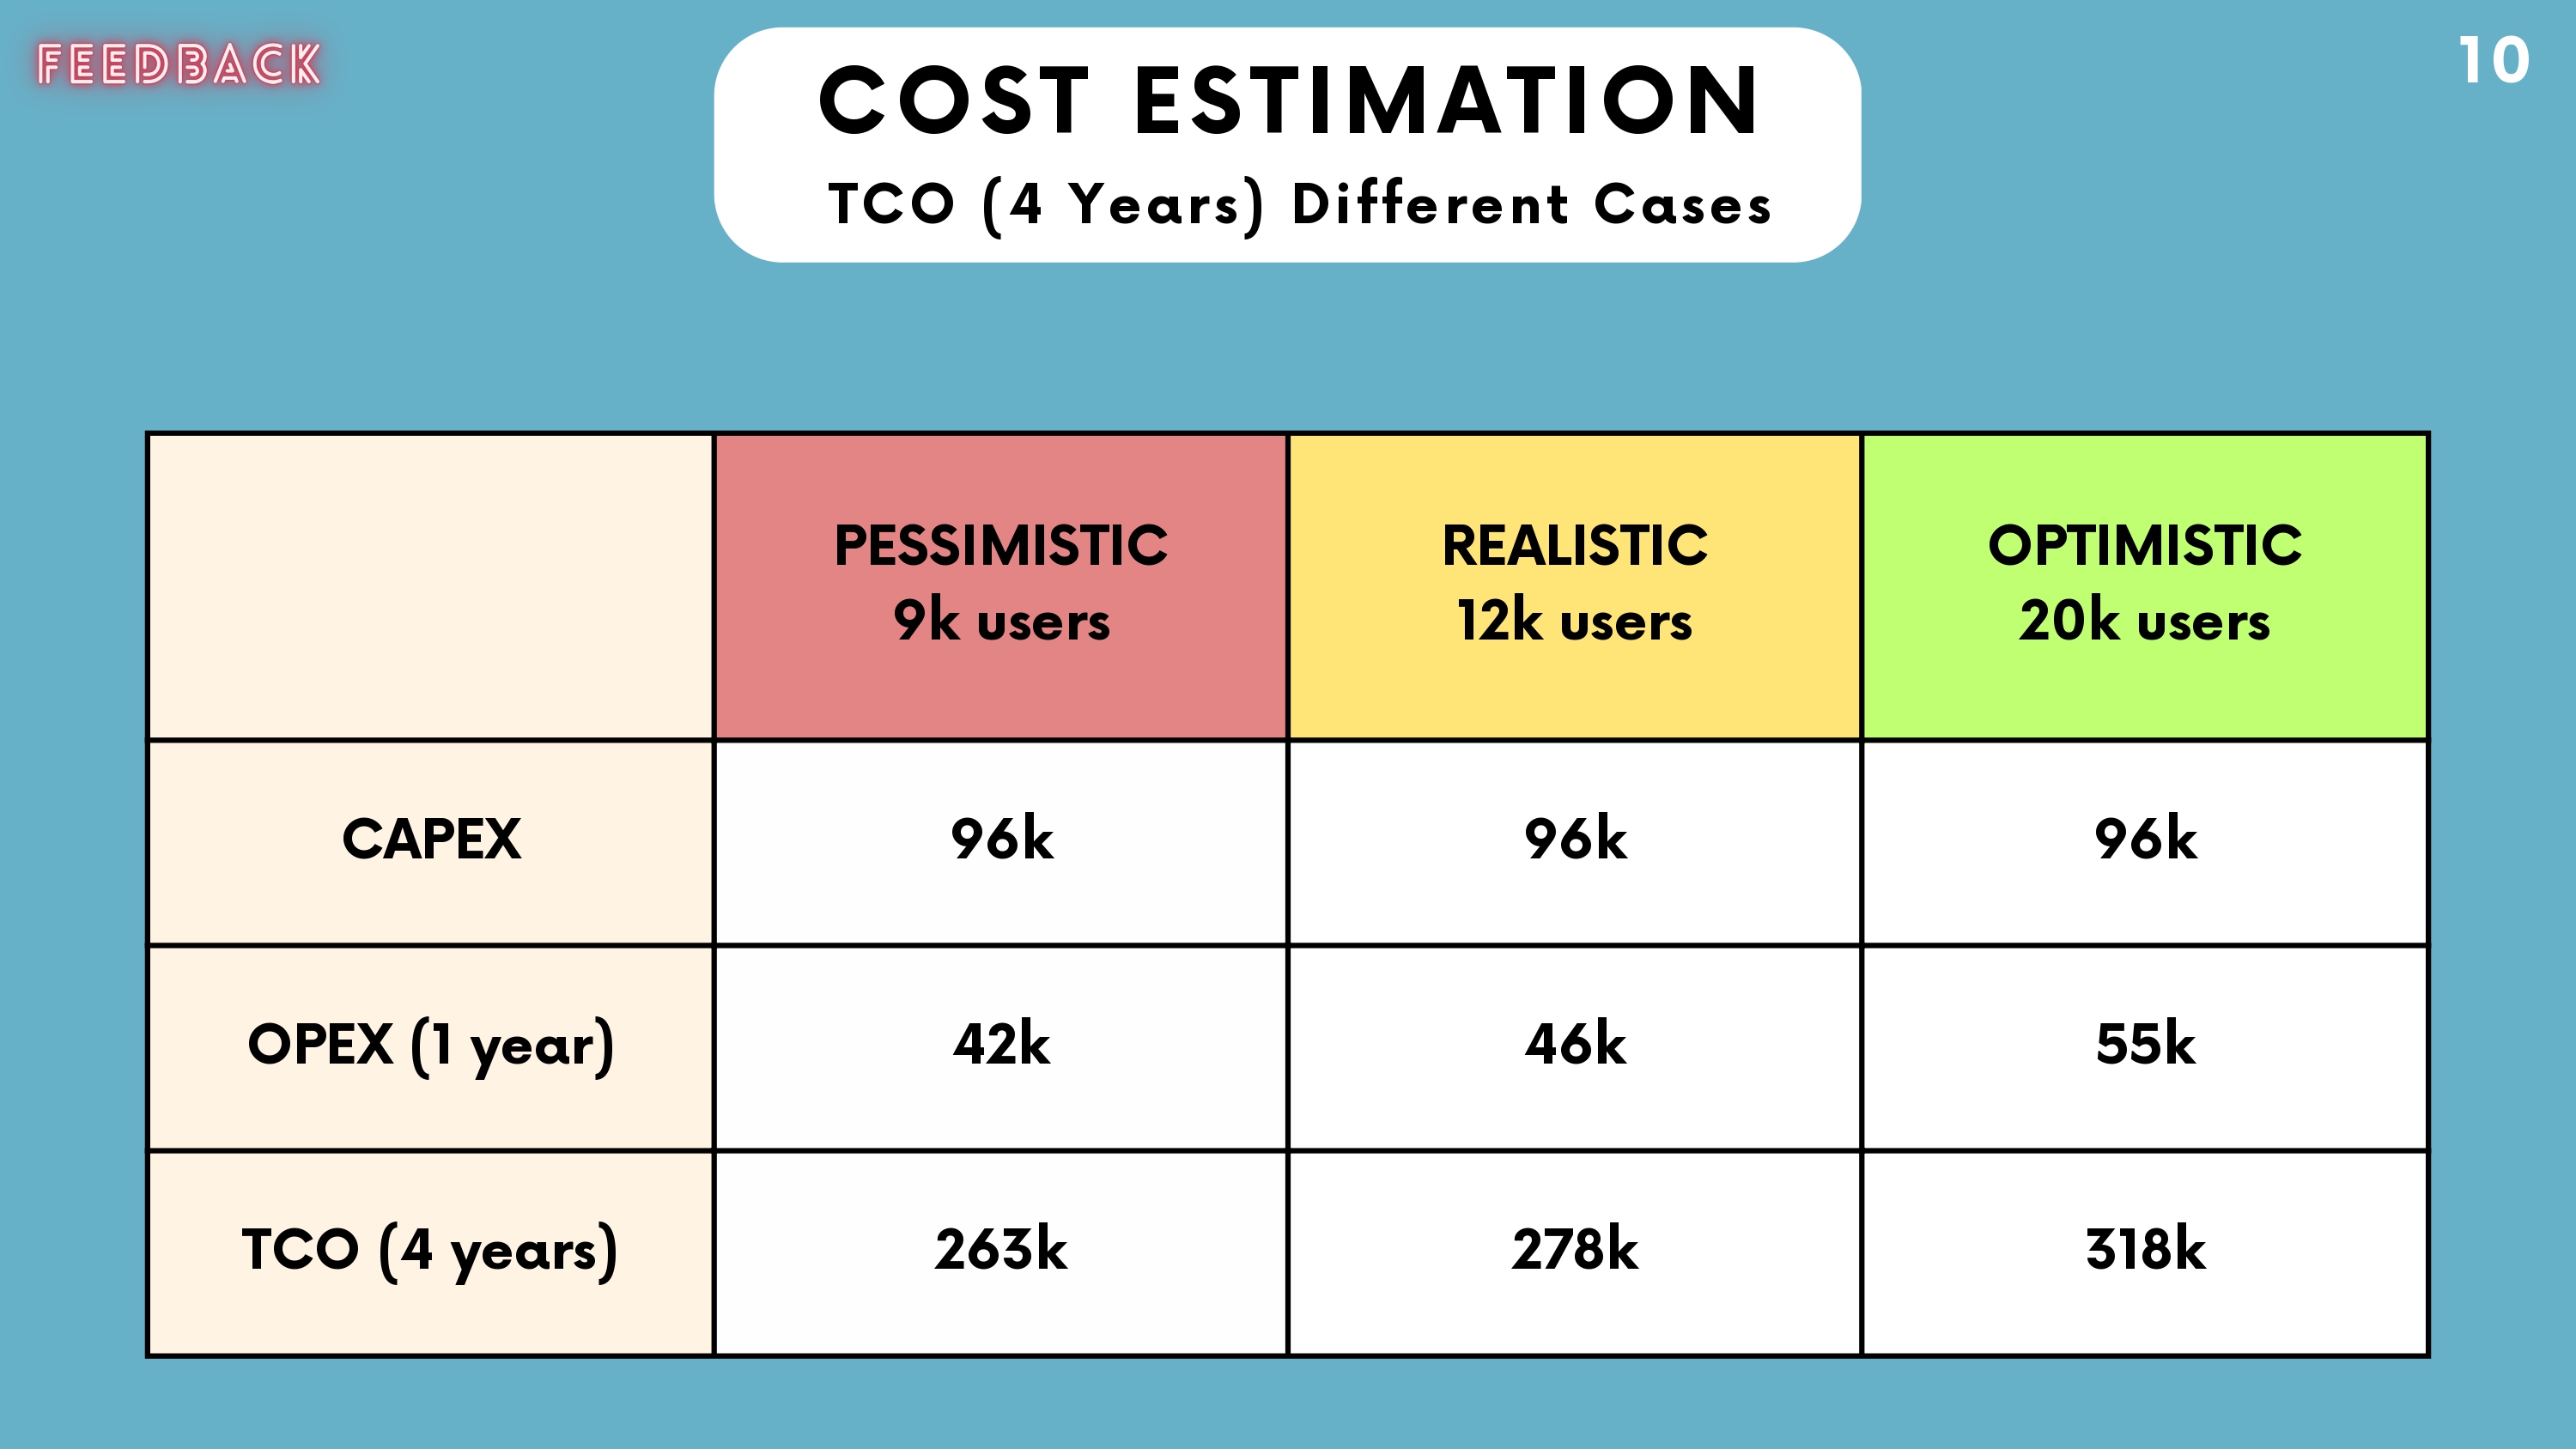 FEEDBACK
COST ESTIMATION
10
TCO (4 Years) Different Cases
PESSIMISTIC
9k users
REALISTIC
12k users
OPTIMISTIC
20k users
CAPEX
96k
96k
96k
OPEX (1 year)
42k
46k
55k
TCO (4 years)
263k
278k
318k